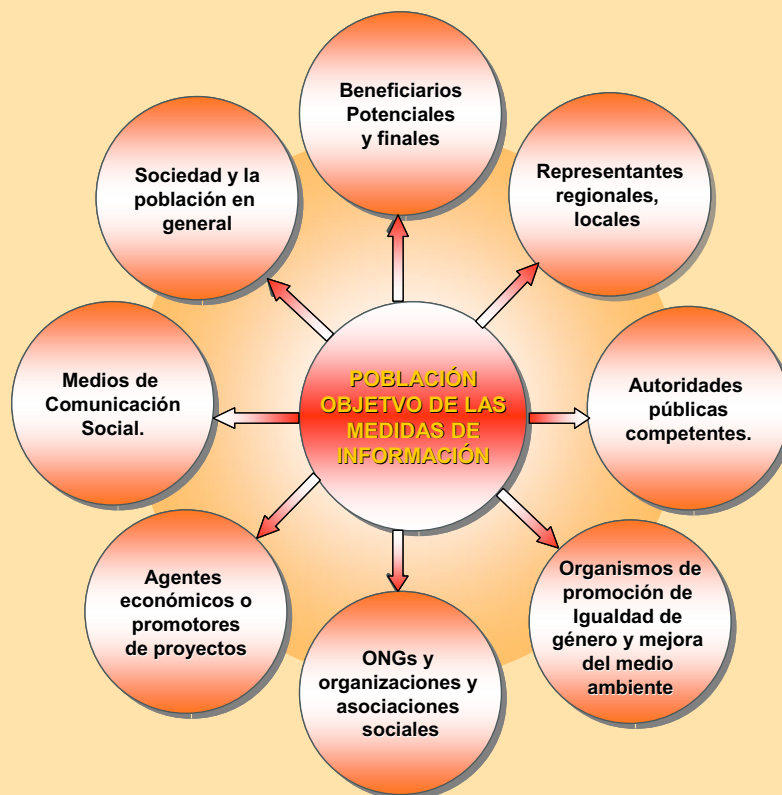 Beneficiarios
Potenciales
y finales
Representantes
regionales,
locales
Autoridades
públicas
competentes.
Organismos de
promoción de
Igualdad de
género y mejora
del medio
ambiente
ONGs y
organizaciones y
asociaciones
sociales
Agentes
económicos o
promotores
de proyectos
Medios de
Comunicación
Social.
Sociedad y la
población en
general
POBLACIÓN
OBJETVO DE LAS
MEDIDAS DE
INFORMACIÓN